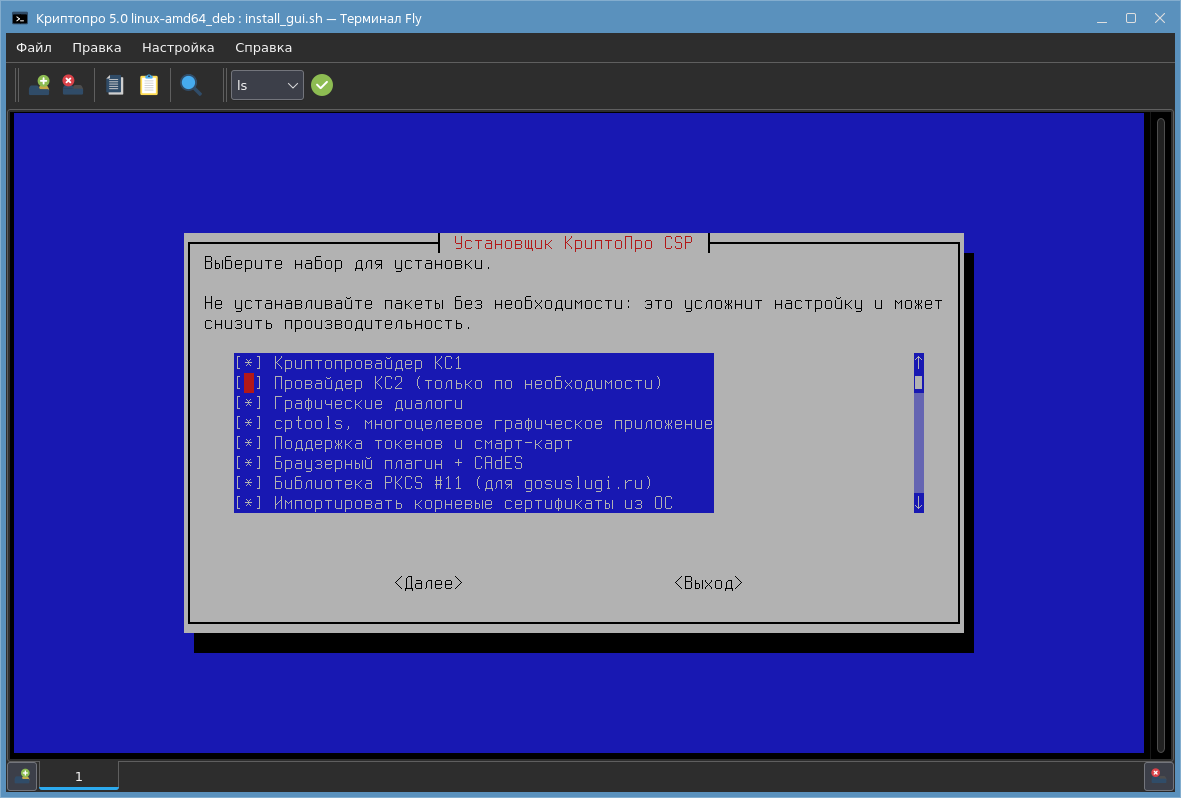 Криптопро 5.0 linux-amd64_deb : install_gui.sh — Терминал Fly
Файл Правка Настройка Справка
ls
Установщик КриптоПро CSP
Выберите набор для установки.
Не устанавливайте пакеты без необходимости: это усложнит настройку и может
снизить производительность.
[*] Криптопровайдер КС1
[ ] Провайдер КС2 (только по необходимости)
[*] Графические диалоги
[*] cptools, многоцелевое графическое приложение
[*] Поддержка токенов и смарт-карт
[*] Браузерный плагин + CAdES
[*] Библиотека PKCS #11 (для gosuslugi.ru)
[*] Импортировать корневые сертификаты из ОС
<Далее> <Выход>
1